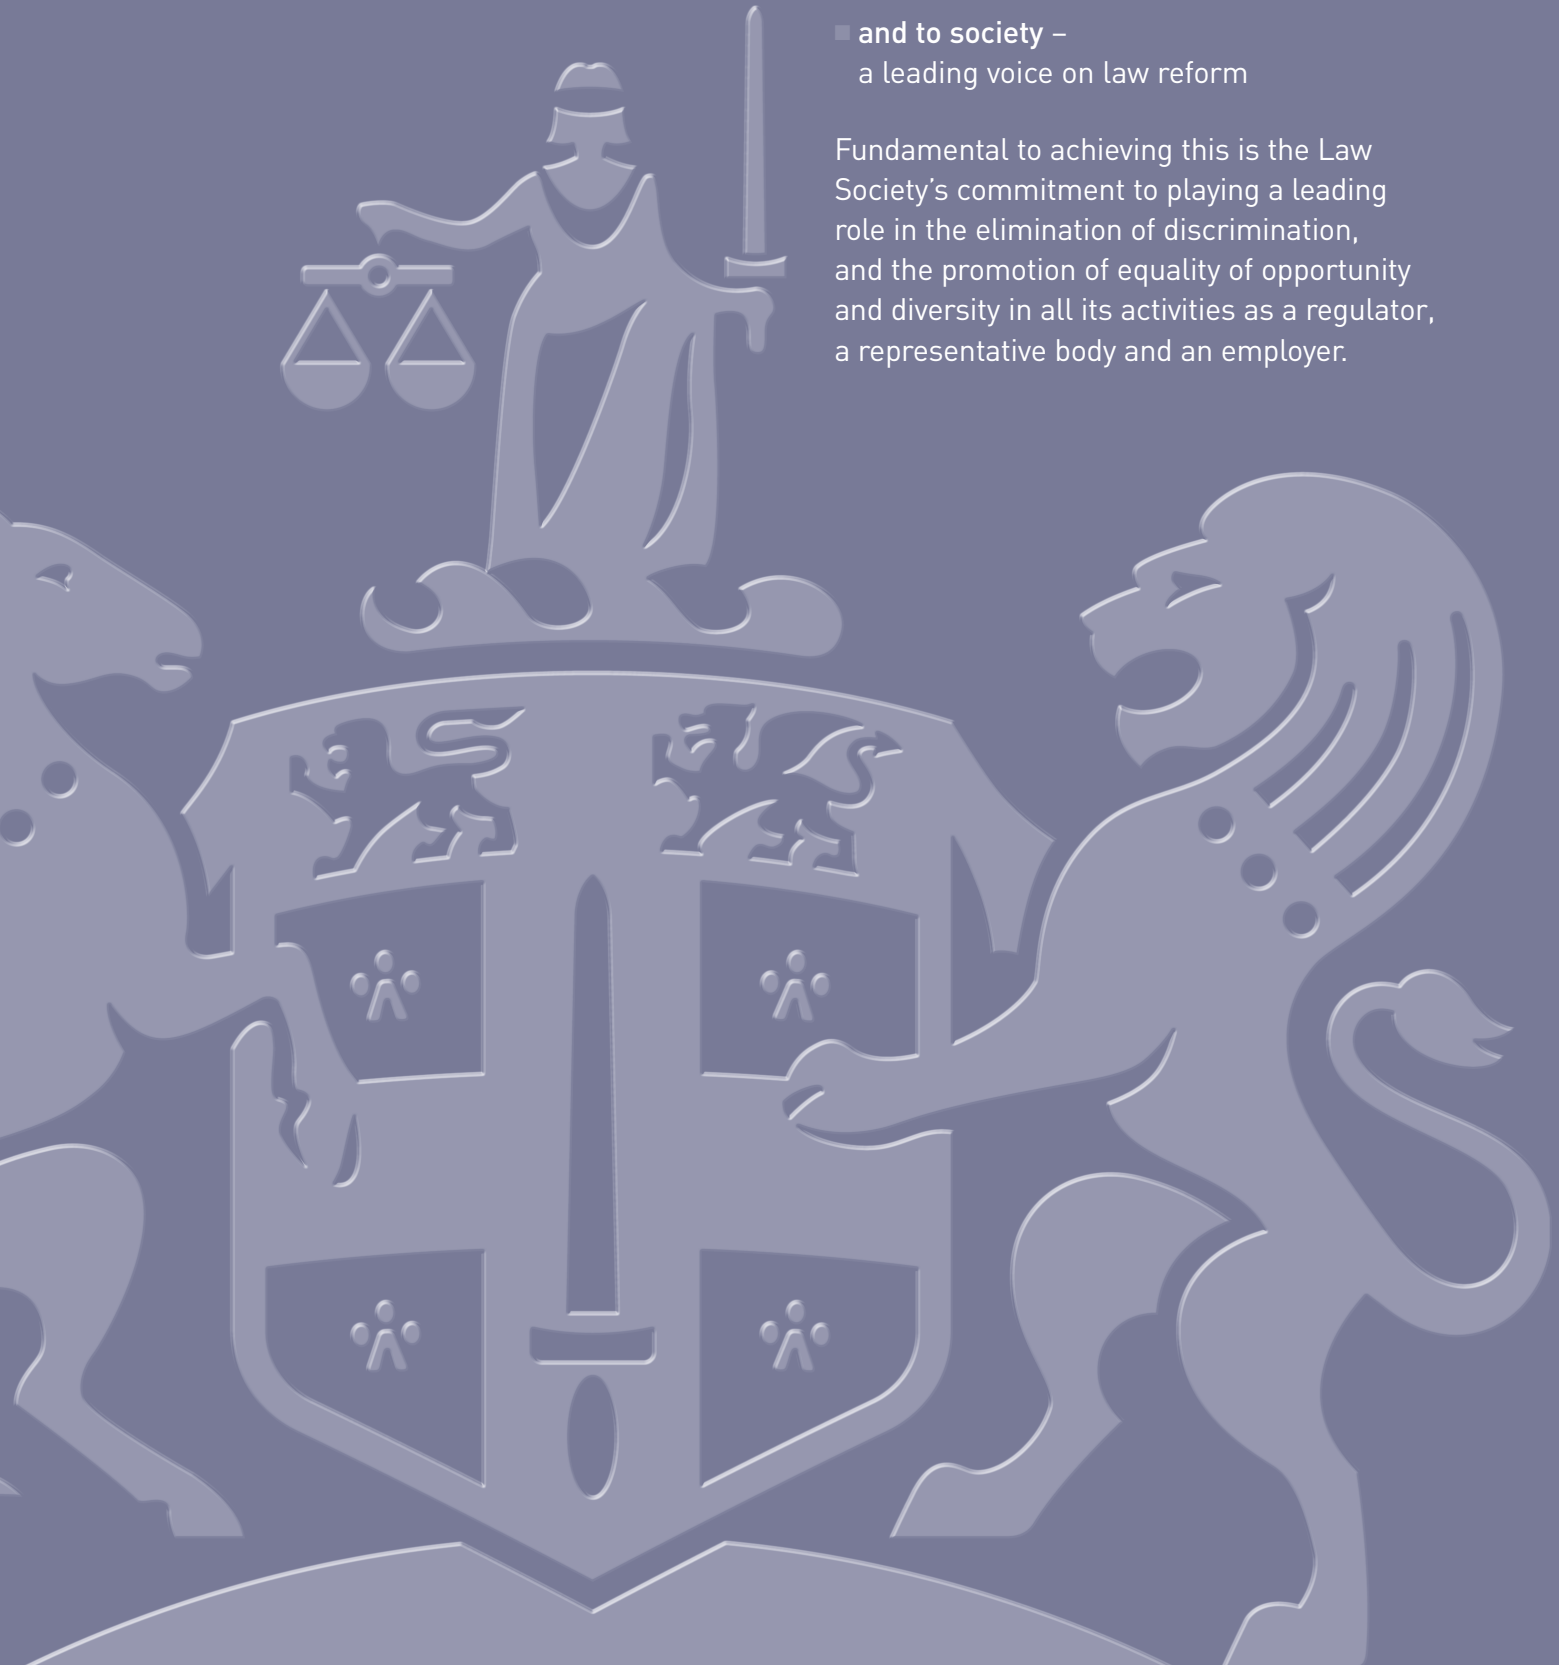 ■ and to society –
a leading voice on law reform
Fundamental to achieving this is the Law
Society’s commitment to playing a leading
role in the elimination of discrimination,
and the promotion of equality of opportunity
and diversity in all its activities as a regulator,
a representative body and an employer.